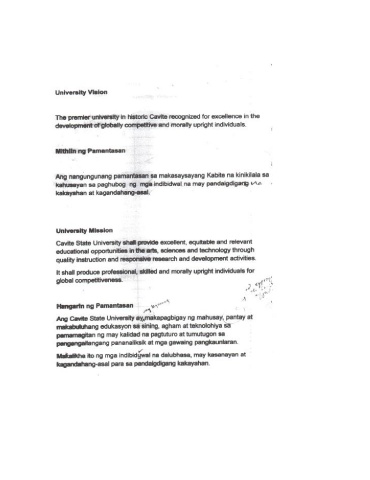 University Vision
The premier university in historic Cavite recognized for excellence in the
development of globally competitive and morally upright individuals.
Mithiin ng Pamantasan
Ang nangungunang pamantasan sa makasaysayang Kabite na kinikilala sa
kahusayan sa paghubog ng mga indibidwal na may pandaigdigang
kakayahan at kagandahang-asal.
University Mission
Cavite State University shall provide excellent, equitable and relevant
educational opportunities in the arts, sciences and technology through
quality instruction and responsive research and development activities.
It shall produce professional, skilled and morally upright individuals for
global competitiveness.
Hangarin ng Pamantasan
Ang Cavite State University ay makapagbigay ng mahusay, pantay at
makabuluhang edukasyon sa sining, agham at teknolohiya sa
pamamagitan ng may kalidad na pagtuturo at tumutugon sa
pangangailangang pananaliksik at mga gawaing pangkaunlaran.
Makalikha ito ng mga indibidwal na dalubhasa, may kasanayan at
kagandahang-asal para sa pandaigdigang kakayahan.